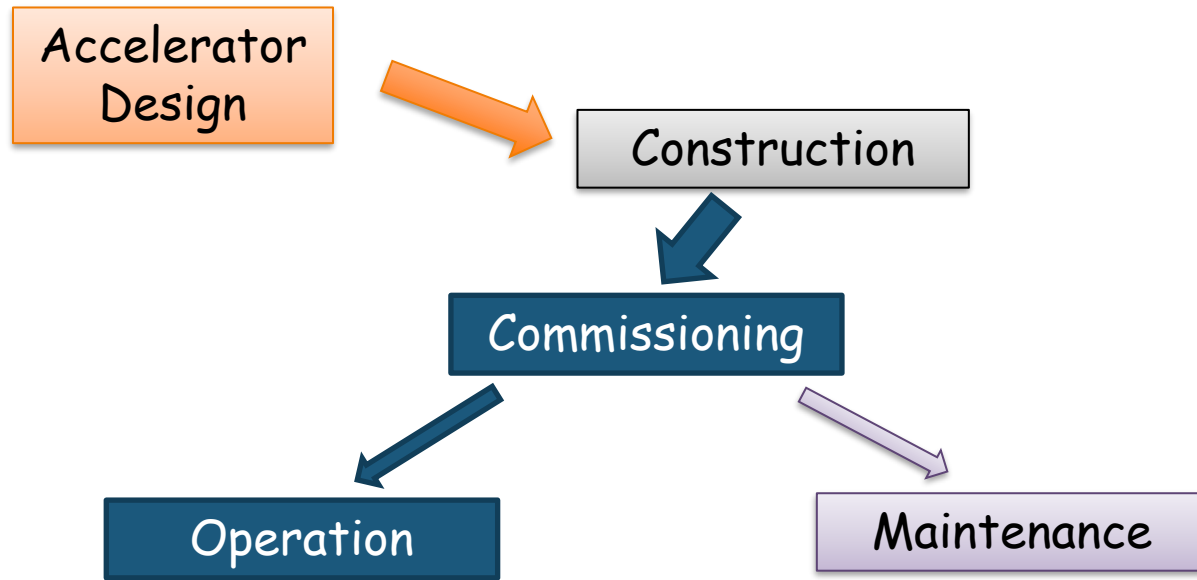 Accelerator
Design
Construction
Commissioning
Operation
Maintenance